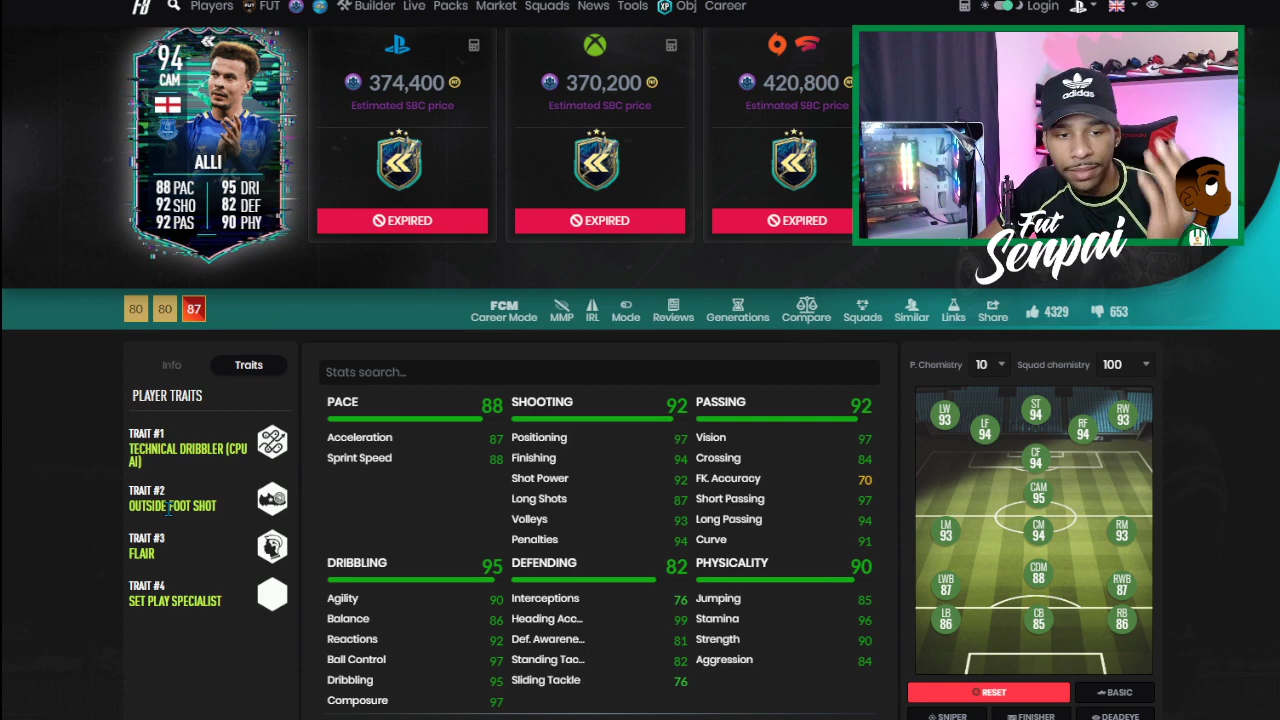 F8 Players FUT Builder Live Packs Market Squads News Tools XP Obj Career Login
94
CAM
ALLI
88 PAC 95 DRI
92 SHO 82 DEF
92 PAS 90 PHY
374,400
Estimated SBC price
EXPIRED
370,200
Estimated SBC price
EXPIRED
420,800
Estimated SBC price
EXPIRED
adidas
Fut
Senpai
80 80 87
FCM
Career Mode MMP IRL Mode Reviews Generations Compare Squads Similar Links Share 4329 653
Info Traits
PLAYER TRAITS
TRAIT #1
TECHNICAL DRIBBLER (CPU
AI)
TRAIT #2
OUTSIDE FOOT SHOT
TRAIT #3
FLAIR
TRAIT #4
SET PLAY SPECIALIST
Stats search...
PACE 88
Acceleration 87
Sprint Speed 88
SHOOTING 92
Positioning 97
Finishing 94
Shot Power 92
Long Shots 87
Volleys 93
Penalties 94
PASSING 92
Vision 97
Crossing 84
FK. Accuracy 70
Short Passing 97
Long Passing 94
Curve 91
DRIBBLING 95
Agility 90
Balance 86
Reactions 92
Ball Control 97
Dribbling 95
Composure 97
DEFENDING 82
Interceptions 76
Heading Acc... 99
Def. Awarene... 81
Standing Tac... 82
Sliding Tackle 76
PHYSICALITY 90
Jumping 85
Stamina 96
Strength 90
Aggression 84
P. Chemistry 10 Squad chemistry 100
LW
93
LF
94
ST
94
RF
94
RW
93
CF
94
CAM
95
LM
93
CM
94
RM
93
CDM
88
LWB
87
RWB
87
LB
86
CB
85
RB
86
RESET BASIC
SNIPER FINISHER DEADEYE